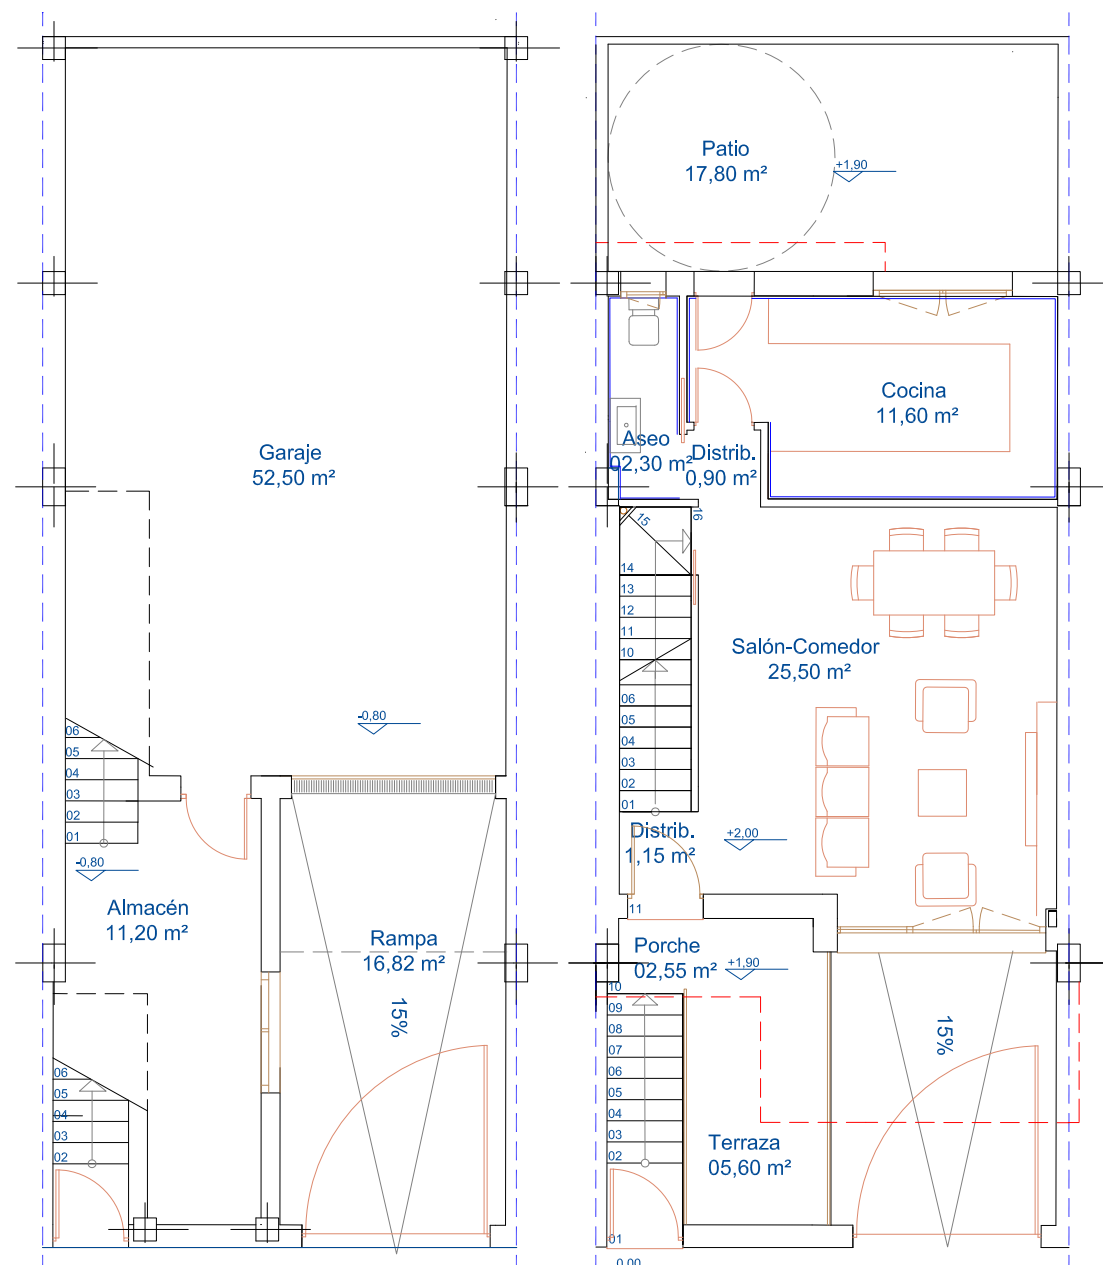 Garaje
52,50 m²
-0,80
06
05
04
03
02
01
-0,80
Almacén
11,20 m²
Rampa
16,82 m²
15%
06
05
04
03
02
Patio
17,80 m²
+1,90
Cocina
11,60 m²
Aseo
02,30 m²
Distrib.
0,90 m²
16
15
14
13
12
11
10
06
05
04
03
02
01
Salón-Comedor
25,50 m²
Distrib.
1,15 m²
+2,00
11
Porche
02,55 m²
+1,90
10
09
08
07
06
05
04
03
02
01
0,00
15%
Terraza
05,60 m²